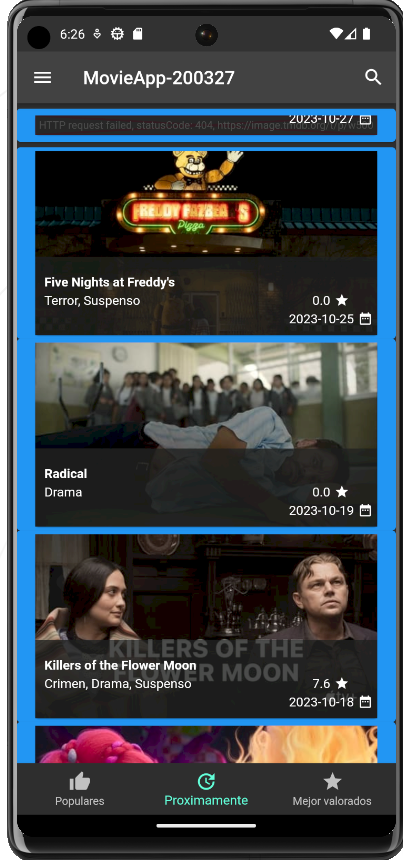 6:26
MovieApp-200327
2023-10-27
HTTP request failed, statusCode: 404, https://image.tmdb.org/t/p/w500
FREDDY FAZBEAR'S
Pizza
Five Nights at Freddy's
Terror, Suspenso
0.0
2023-10-25
Radical
Drama
0.0
2023-10-19
KILLERS OF THE
FLOWER MOON
Killers of the Flower Moon
Crimen, Drama, Suspenso
7.6
2023-10-18
Populares
Proximamente
Mejor valorados